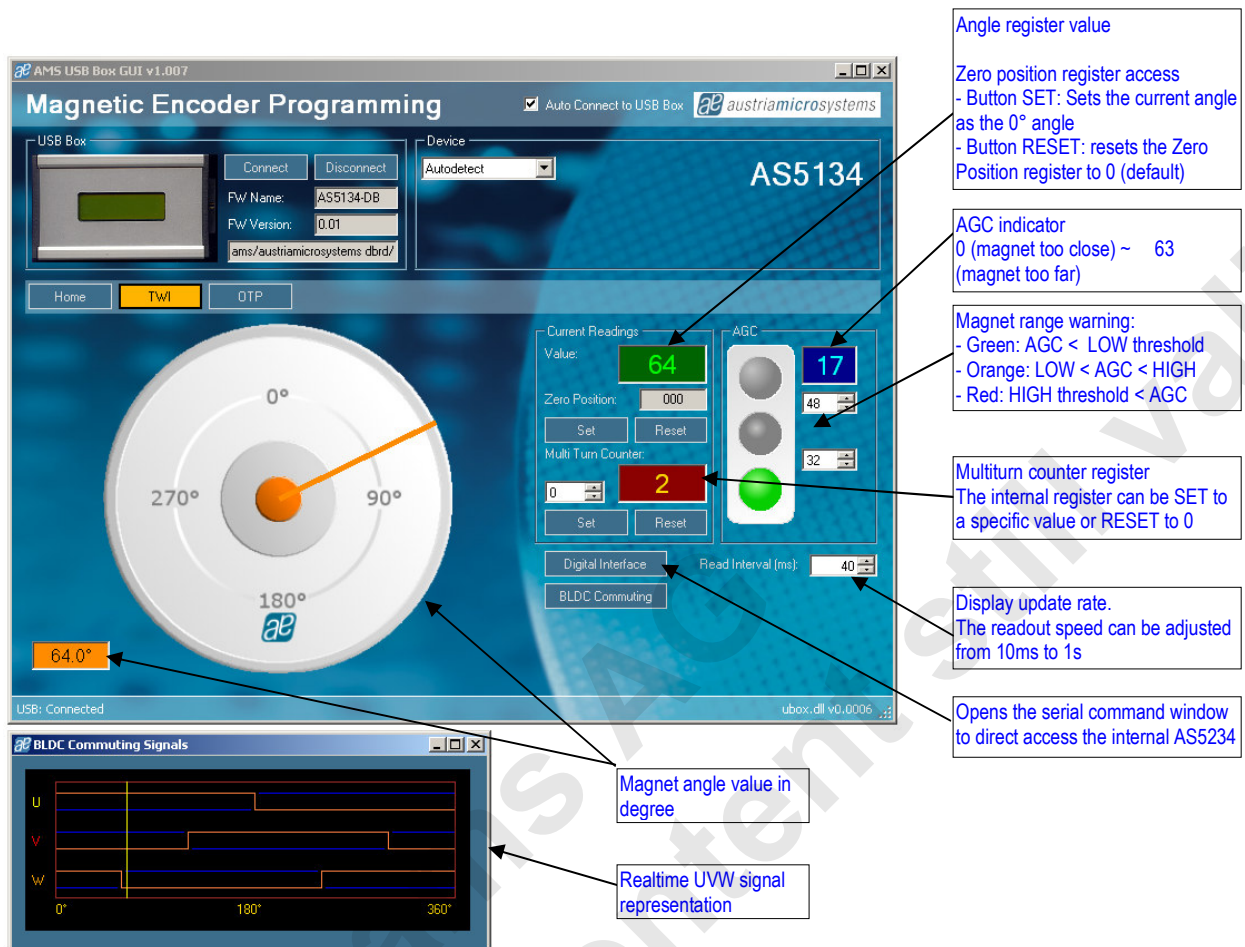 AMS USB Box GUI v1.007
Magnetic Encoder Programming
Auto Connect to USB Box
austriamicrosystems
USB Box
Connect
Disconnect
FW Name:
AS5134-DB
FW Version:
0.01
ams/austriamicrosystems dbrd/
Device
Autodetect
AS5134
Home
TWI
OTP
0°
90°
180°
270°
64.0°
Current Readings
Value:
64
Zero Position:
000
Set
Reset
Multi Turn Counter:
0
2
Set
Reset
AGC
17
48
32
Digital Interface
Read Interval (ms):
40
BLDC Commuting
USB: Connected
ubox.dll v0.0006
BLDC Commuting Signals
U
V
W
0°
180°
360°
Angle register value
Zero position register access
- Button SET: Sets the current angle
as the 0° angle
- Button RESET: resets the Zero
Position register to 0 (default)
AGC indicator
0 (magnet too close) ~ 63
(magnet too far)
Magnet range warning:
- Green: AGC < LOW threshold
- Orange: LOW < AGC < HIGH
- Red: HIGH threshold < AGC
Multiturn counter register
The internal register can be SET to
a specific value or RESET to 0
Display update rate.
The readout speed can be adjusted
from 10ms to 1s
Opens the serial command window
to direct access the internal AS5234
Magnet angle value in
degree
Realtime UVW signal
representation
ams AG
tent still val